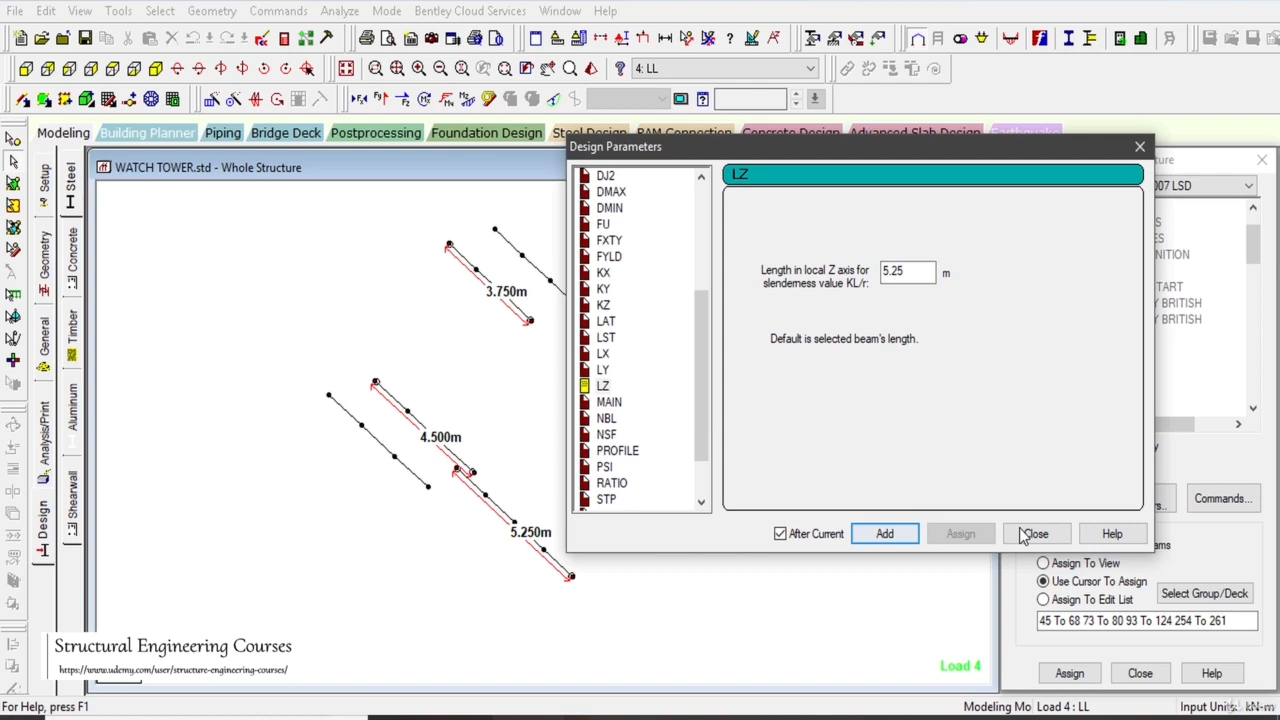 File Edit View Tools Select Geometry Commands Analyze Mode Bentley Cloud Services Window Help
4: LL
Modeling Building Planner Piping Bridge Deck Postprocessing Foundation Design Steel Design RAM Connection Concrete Design Advanced Slab Design Earthquake
WATCH TOWER.std - Whole Structure
Setup
Geometry
General
Analysis/Print
Design
Steel
Concrete
Timber
Aluminum
Shearwall
3.750m
4.500m
5.250m
Load 4
Structural Engineering Courses
https://www.udemy.com/user/structure-engineering-courses/
Design Parameters
DJ2
DMAX
DMIN
FU
FXTY
FYLD
KX
KY
KZ
LAT
LST
LX
LY
LZ
MAIN
NBL
NSF
PROFILE
PSI
RATIO
STP
LZ
Length in local Z axis for
slenderness value KL/r:
5.25
m
Default is selected beam's length.
After Current
Add
Assign
Close
Help
ture
007 LSD
S
ES
NITION
TART
Y BRITISH
Y BRITISH
y
rs..
Commands...
ams
Assign To View
Use Cursor To Assign
Assign To Edit List
Select Group/Deck
45 To 68 73 To 80 93 To 124 254 To 261
Assign
Close
Help
For Help, press F1
Modeling Mo
Load 4 : LL
Input Units: kN-m